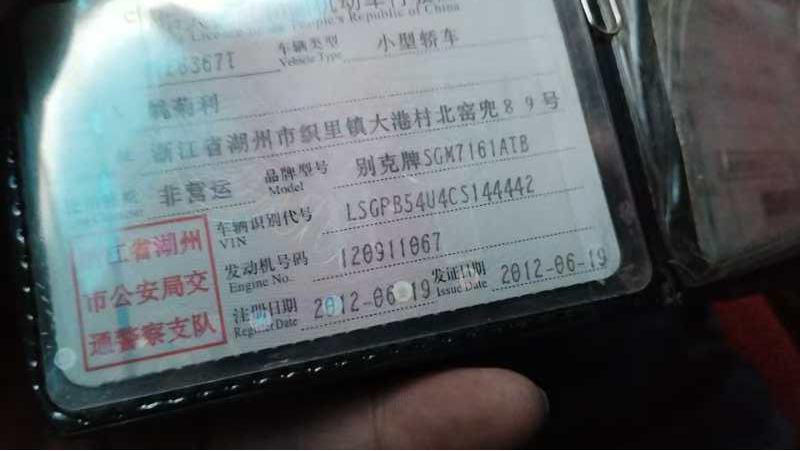 License of the People's Republic of China
6367T 车辆类型 Vehicle Type 小型轿车
菊利
浙江省湖州市织里镇大港村北窑兜89号
非营运 品牌型号 Model 别克牌SGM7161ATB
车辆识别代号 VIN LSGPB54U4CS144442
发动机号码 Engine No. 120911067
注册日期 Register Date 2012-06-19 发证日期 Issue Date 2012-06-19
江省湖州
市公安局交
通警察支队